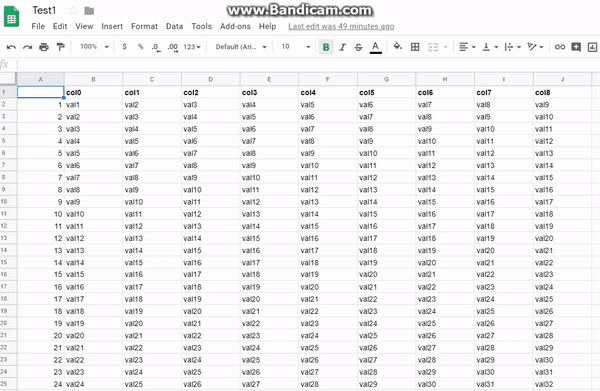 www.Bandicam.com
Test1
File Edit View Insert Format Data Tools Add-ons Help Last edit was 49 minutes ago
100% $ % .0 .00 123 Default (Ari... 10 B I S A
fx
A B C D E F G H I J
1 col0 col1 col2 col3 col4 col5 col6 col7 col8
2 1 val1 val2 val3 val4 val5 val6 val7 val8 val9
3 2 val2 val3 val4 val5 val6 val7 val8 val9 val10
4 3 val3 val4 val5 val6 val7 val8 val9 val10 val11
5 4 val4 val5 val6 val7 val8 val9 val10 val11 val12
6 5 val5 val6 val7 val8 val9 val10 val11 val12 val13
7 6 val6 val7 val8 val9 val10 val11 val12 val13 val14
8 7 val7 val8 val9 val10 val11 val12 val13 val14 val15
9 8 val8 val9 val10 val11 val12 val13 val14 val15 val16
10 9 val9 val10 val11 val12 val13 val14 val15 val16 val17
11 10 val10 val11 val12 val13 val14 val15 val16 val17 val18
12 11 val11 val12 val13 val14 val15 val16 val17 val18 val19
13 12 val12 val13 val14 val15 val16 val17 val18 val19 val20
14 13 val13 val14 val15 val16 val17 val18 val19 val20 val21
15 14 val14 val15 val16 val17 val18 val19 val20 val21 val22
16 15 val15 val16 val17 val18 val19 val20 val21 val22 val23
17 16 val16 val17 val18 val19 val20 val21 val22 val23 val24
18 17 val17 val18 val19 val20 val21 val22 val23 val24 val25
19 18 val18 val19 val20 val21 val22 val23 val24 val25 val26
20 19 val19 val20 val21 val22 val23 val24 val25 val26 val27
21 20 val20 val21 val22 val23 val24 val25 val26 val27 val28
22 21 val21 val22 val23 val24 val25 val26 val27 val28 val29
23 22 val22 val23 val24 val25 val26 val27 val28 val29 val30
24 23 val23 val24 val25 val26 val27 val28 val29 val30 val31
25 24 val24 val25 val26 val27 val28 val29 val30 val31 val32